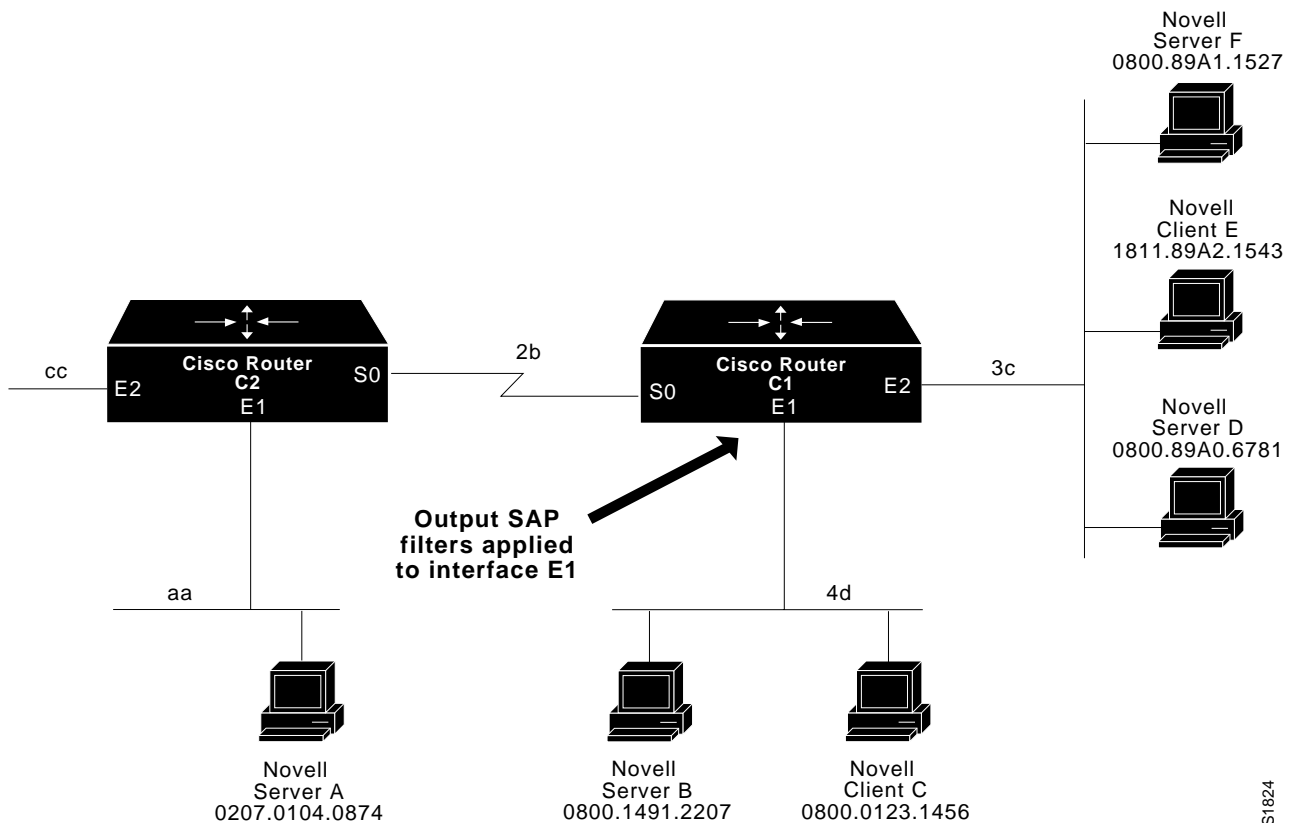 Novell
Server F
0800.89A1.1527
Novell
Client E
1811.89A2.1543
Novell
Server D
0800.89A0.6781
cc
E2
Cisco Router
C2
E1
S0
2b
S0
Cisco Router
C1
E1
E2
3c
Output SAP
filters applied
to interface E1
aa
4d
Novell
Server A
0207.0104.0874
Novell
Server B
0800.1491.2207
Novell
Client C
0800.0123.1456
S1824